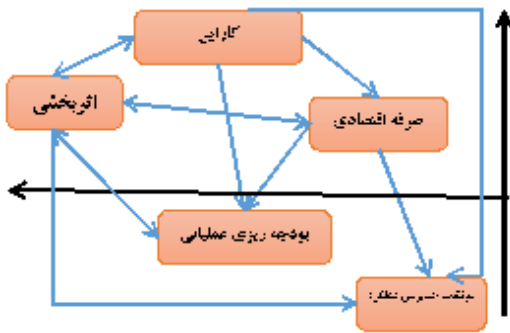 کارایی
اثربخشی
صرفه اقتصادی
بودجه ریزی عملیاتی